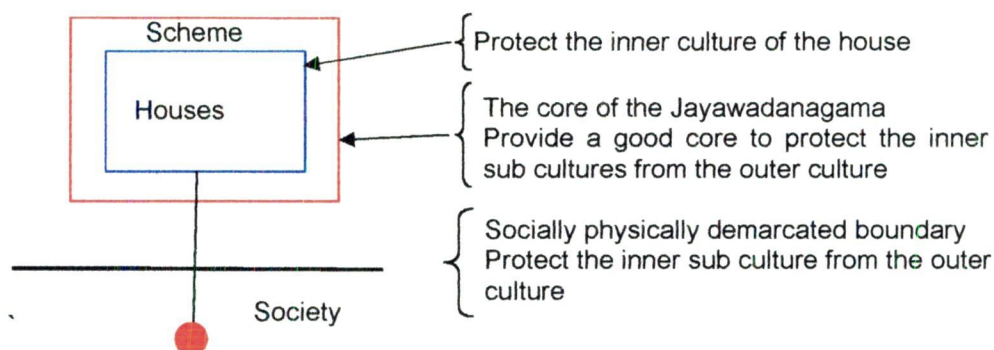 Scheme
Protect the inner culture of the house
Houses
The core of the Jayawadanagama
Provide a good core to protect the inner
sub cultures from the outer culture
Socially physically demarcated boundary
Protect the inner sub culture from the outer
culture
Society